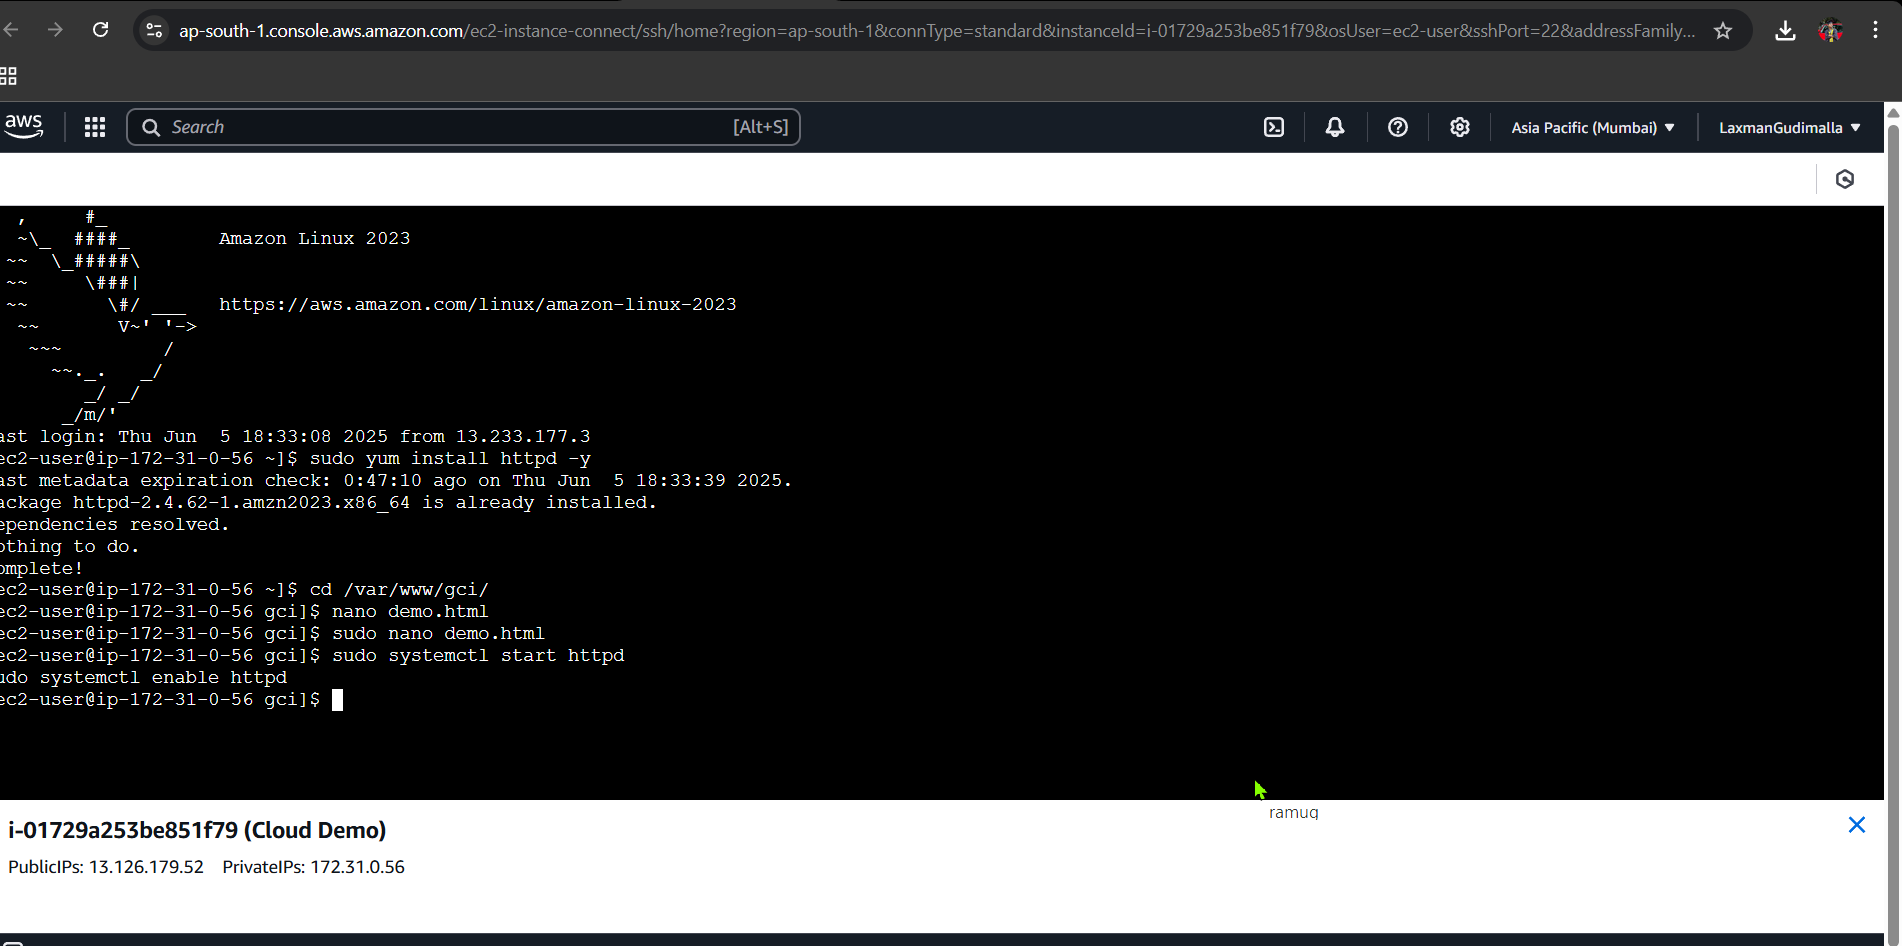 ap-south-1.console.aws.amazon.com/ec2-instance-connect/ssh/home?region=ap-south-1&connType=standard&instanceId=i-01729a253be851f79&osUser=ec2-user&sshPort=22&addressFamily...
aws Search [Alt+S] Asia Pacific (Mumbai) ▼ LaxmanGudimalla ▼
   ,     #_
  ~\_  ####_        Amazon Linux 2023
 ~~  \_#####\
 ~~     \###|
 ~~       \#/ ___   https://aws.amazon.com/linux/amazon-linux-2023
  ~~       V~' '->
   ~~~         /
     ~~._.   _/
        _/ _/
      _/m/'
ast login: Thu Jun  5 18:33:08 2025 from 13.233.177.3
ec2-user@ip-172-31-0-56 ~]$ sudo yum install httpd -y
ast metadata expiration check: 0:47:10 ago on Thu Jun  5 18:33:39 2025.
ackage httpd-2.4.62-1.amzn2023.x86_64 is already installed.
ependencies resolved.
othing to do.
omplete!
ec2-user@ip-172-31-0-56 ~]$ cd /var/www/gci/
ec2-user@ip-172-31-0-56 gci]$ nano demo.html
ec2-user@ip-172-31-0-56 gci]$ sudo nano demo.html
ec2-user@ip-172-31-0-56 gci]$ sudo systemctl start httpd
udo systemctl enable httpd
ec2-user@ip-172-31-0-56 gci]$
ramug
i-01729a253be851f79 (Cloud Demo)
PublicIPs: 13.126.179.52 PrivateIPs: 172.31.0.56